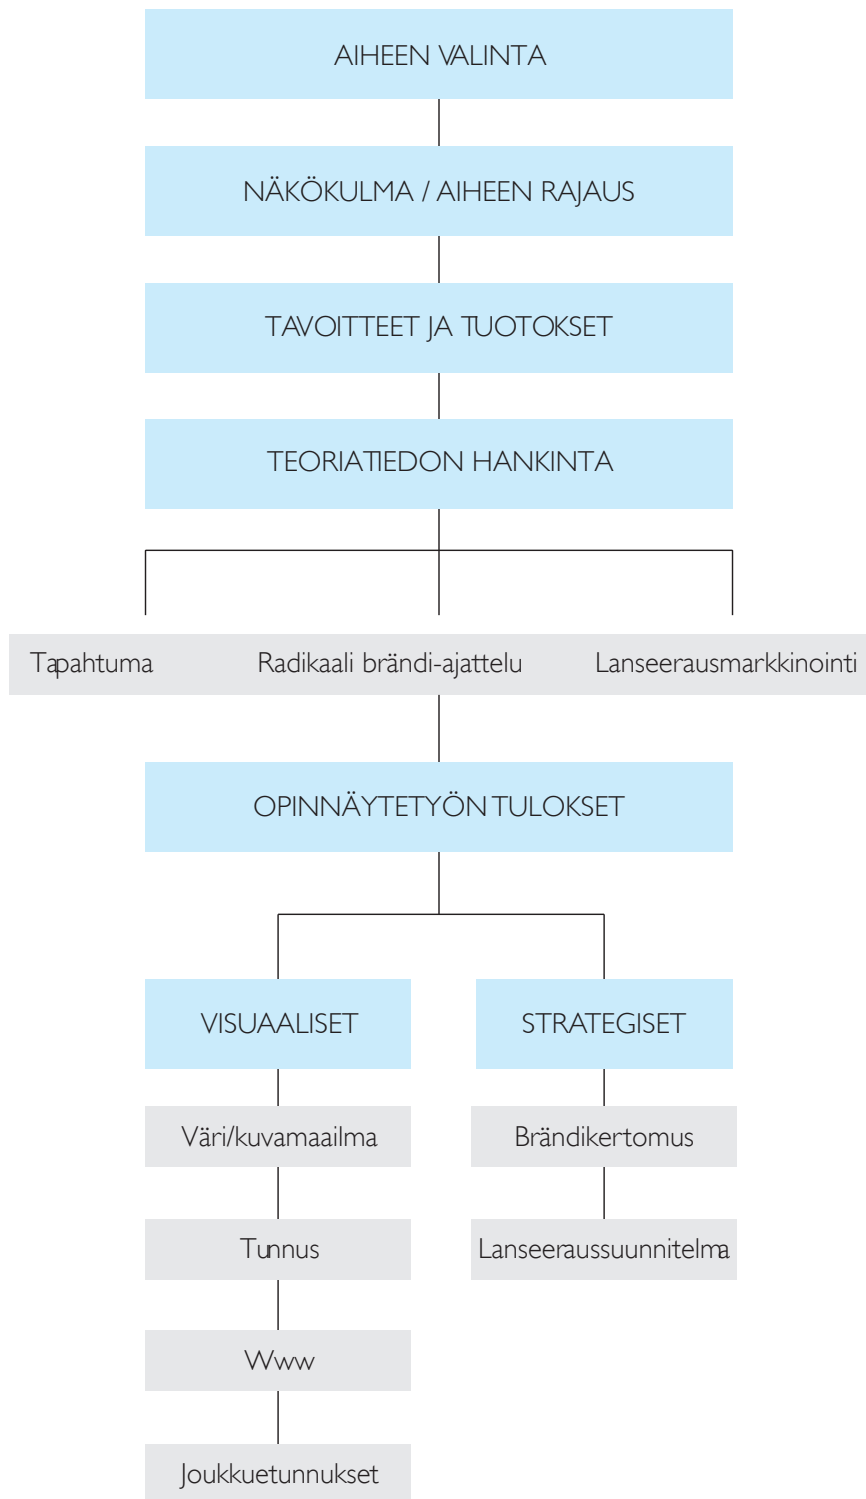 AIHEEN VALINTA
NÄKÖKULMA / AIHEEN RAJAUS
TAVOITTEET JA TUOTOKSET
TEORIATIEDON HANKINTA
Tapahtuma Radikaali brändi-ajattelu Lanseerausmarkkinointi
OPINNÄYTETYÖN TULOKSET
VISUAALISET STRATEGISET
Väri/kuvamaailma Brändikertomus
Tunnus Lanseeraussuunnitelma
Www
Joukkuetunnukset